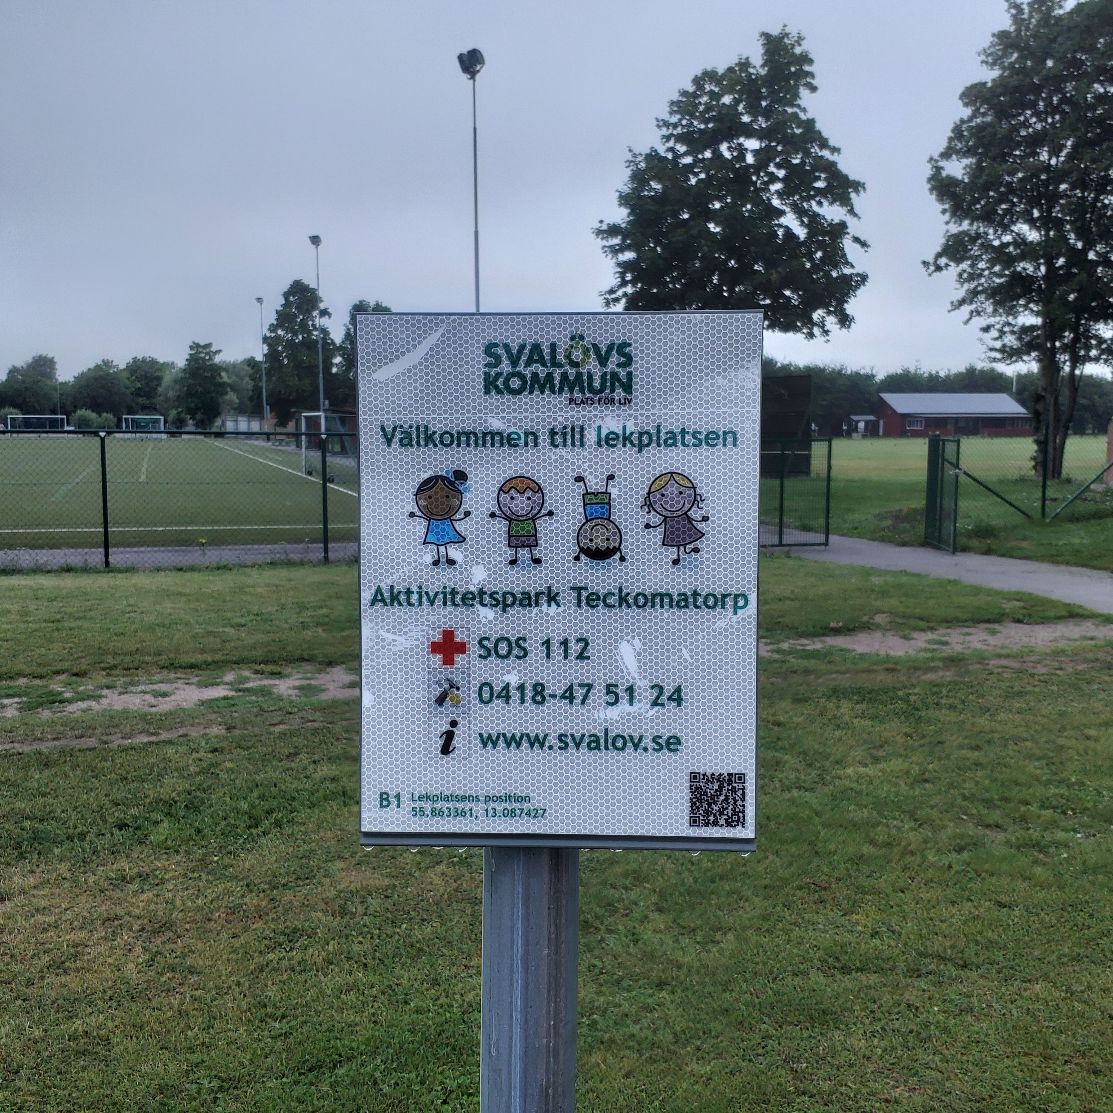 SVALÖVS
KOMMUN
PLATS FÖR LIV
Välkommen till lekplatsen
Aktivitetspark Teckomatorp
SOS 112
0418-47 51 24
i www.svalov.se
B1 Lekplatsens position
55.863361, 13.087427